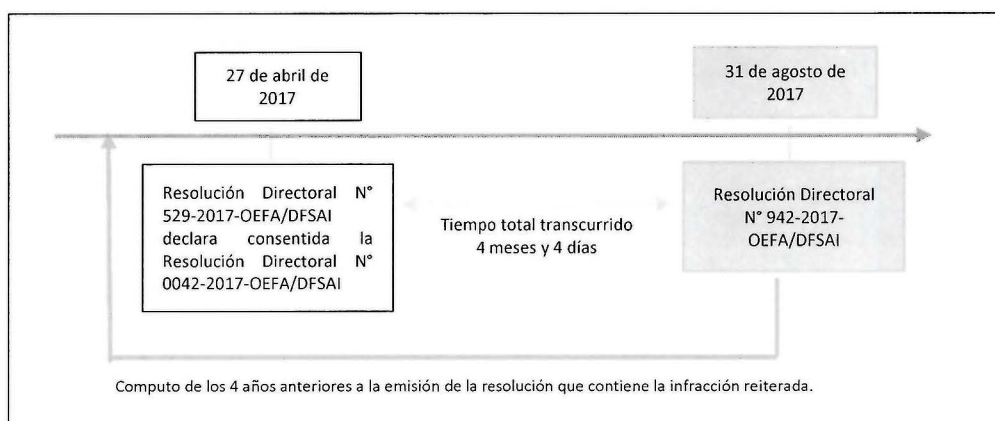 27 de abril de
2017
31 de agosto de
2017
Resolución Directoral N°
529-2017-OEFA/DFSAI
declara consentida la
Resolución Directoral N°
0042-2017-OEFA/DFSAI
Tiempo total transcurrido
4 meses y 4 días
Resolución Directoral
N° 942-2017-
OEFA/DFSAI
Computo de los 4 años anteriores a la emisión de la resolución que contiene la infracción reiterada.